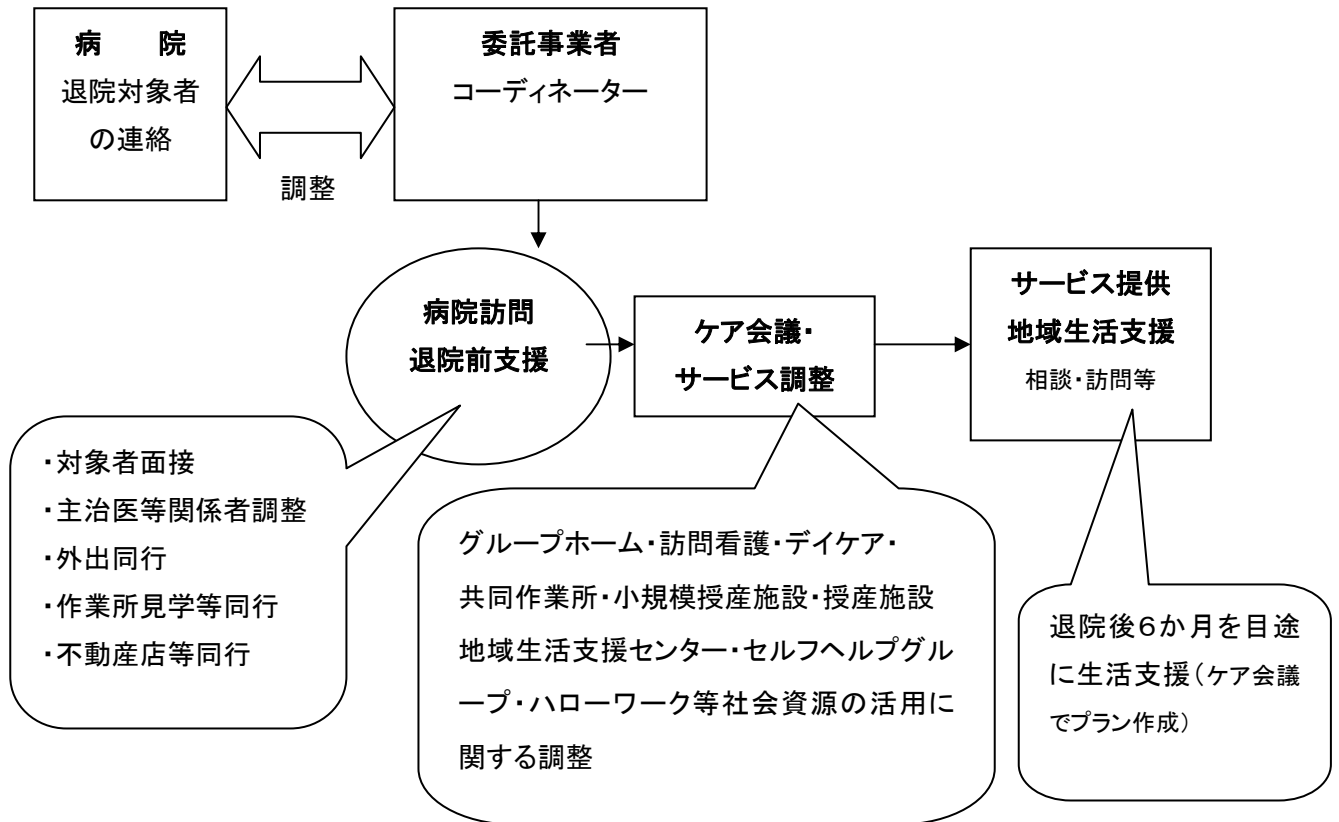 病　　院
退院対象者
の連絡
調整
委託事業者
コーディネーター
病院訪問
退院前支援
ケア会議・
サービス調整
サービス提供
地域生活支援
相談・訪問等
・対象者面接
・主治医等関係者調整
・外出同行
・作業所見学等同行
・不動産店等同行
グループホーム・訪問看護・デイケア・
共同作業所・小規模授産施設・授産施設
地域生活支援センター・セルフヘルプグル
ープ・ハローワーク等社会資源の活用に
関する調整
退院後６か月を目途
に生活支援（ケア会議
でプラン作成）